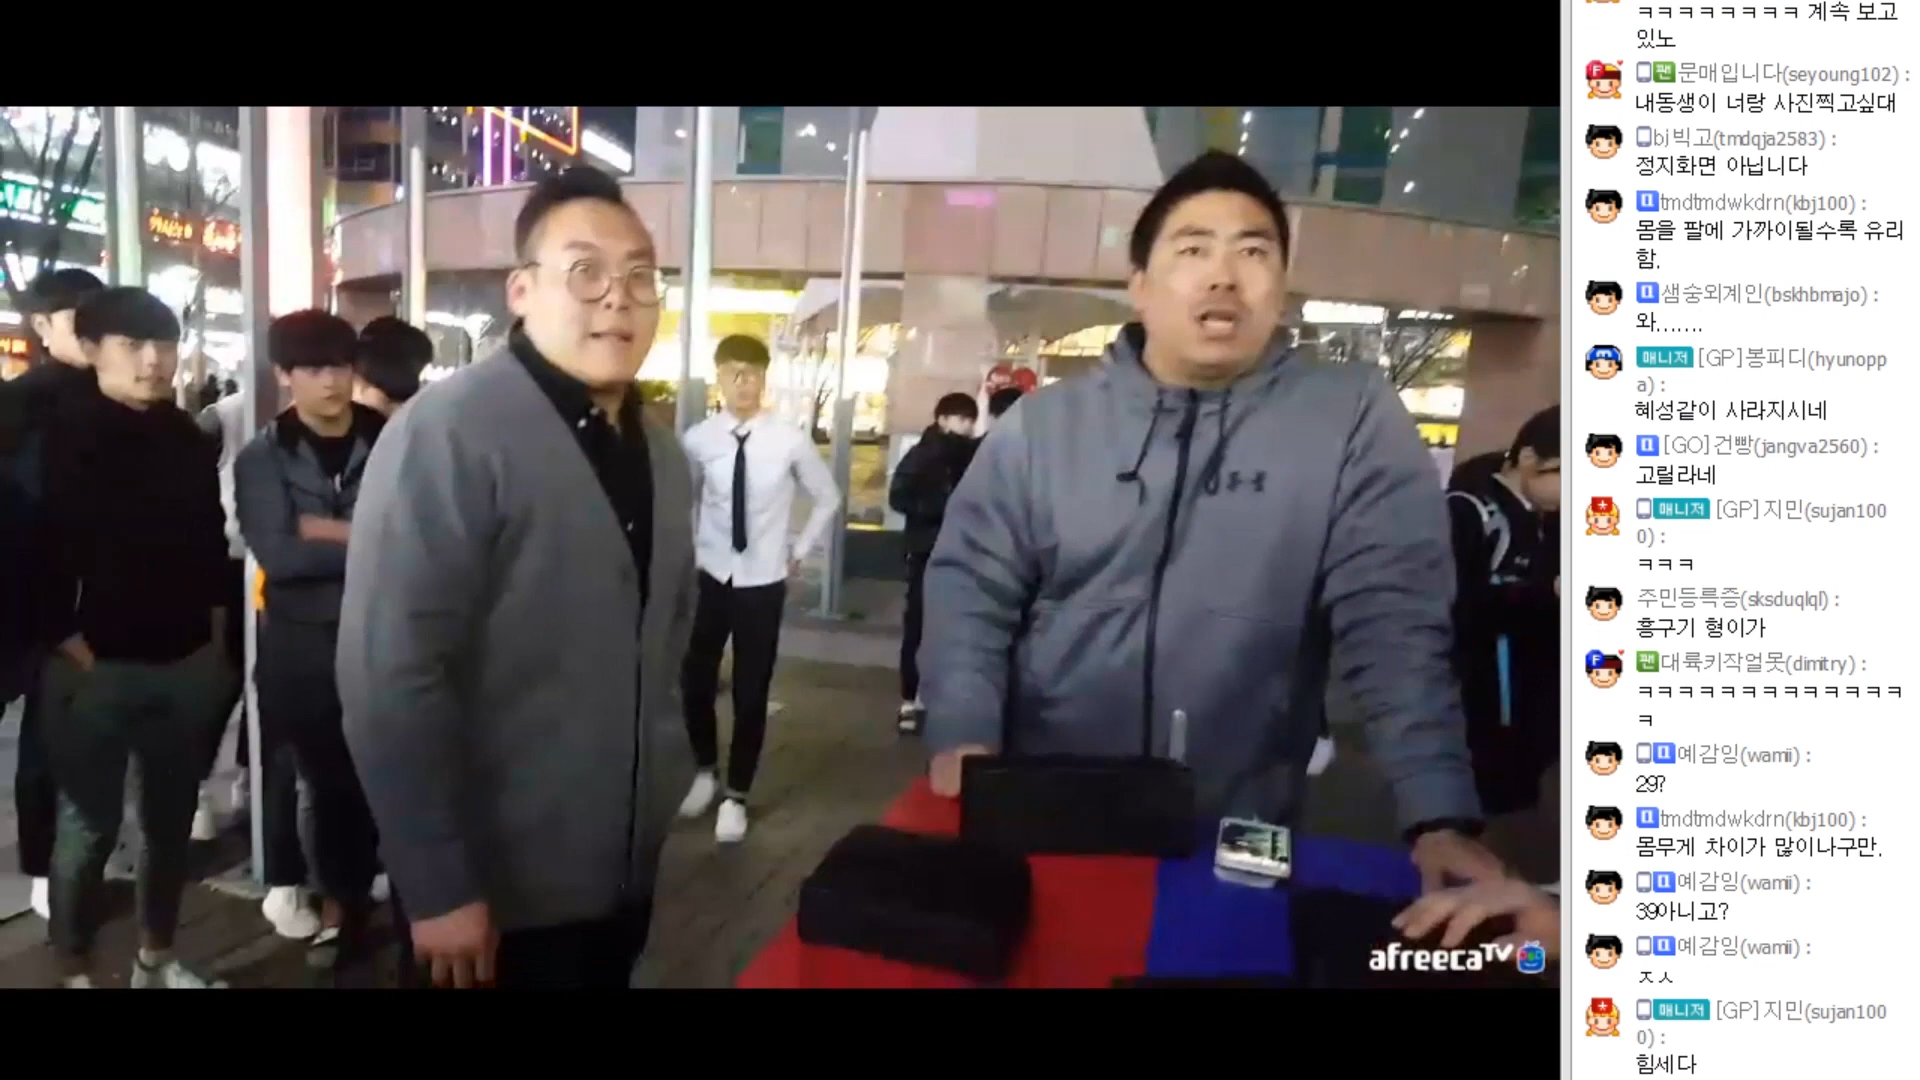 ㅋㅋㅋㅋㅋㅋㅋㅋ 계속 보고
있노
팬 문매입니다(seyoung102) :
내동생이 너랑 사진찍고싶대
bj빅고(tmdqja2583) :
정지화면 아닙니다
tmdtmdwkdrn(kbj100) :
몸을 팔에 가까이될수록 유리
함.
샘숭외계인(bskhbmajo) :
와.......
매니저 [GP]봉피디(hyunopp
a) :
혜성같이 사라지시네
[GO]건빵(jangva2560) :
고릴라네
매니저 [GP]지민(sujan100
0) :
ㅋㅋㅋ
주민등록증(sksduqlql) :
흥구기 형이가
팬 대륙키작얼못(dimitry) :
ㅋㅋㅋㅋㅋㅋㅋㅋㅋㅋㅋㅋㅋ
ㅋ
예감잉(wamii) :
29?
tmdtmdwkdrn(kbj100) :
몸무게 차이가 많이나구만.
예감잉(wamii) :
39아니고?
예감잉(wamii) :
ㅈㅅ
매니저 [GP]지민(sujan100
0) :
힘세다
afreecaTV